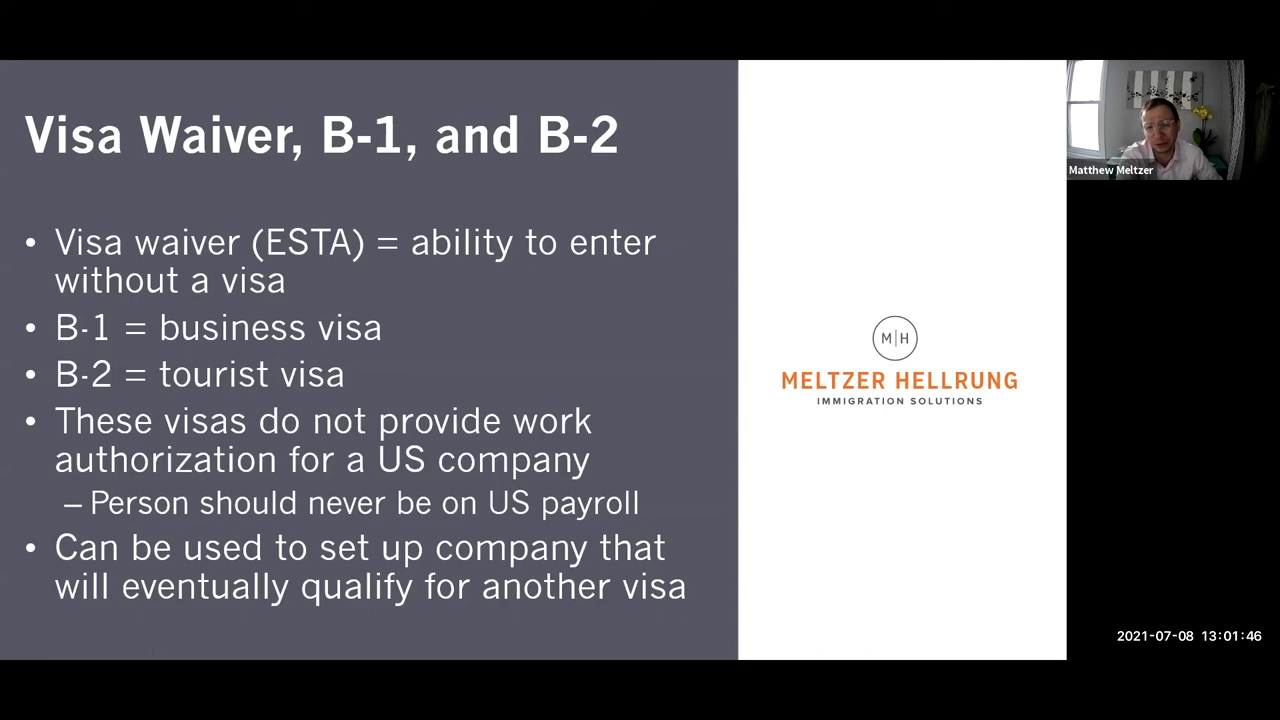 Visa Waiver, B-1, and B-2
• Visa waiver (ESTA) = ability to enter
without a visa
• B-1 = business visa
• B-2 = tourist visa
• These visas do not provide work
authorization for a US company
– Person should never be on US payroll
• Can be used to set up company that
will eventually qualify for another visa
M|H
MELTZER HELLRUNG
IMMIGRATION SOLUTIONS
Matthew Meltzer
2021-07-08 13:01:46